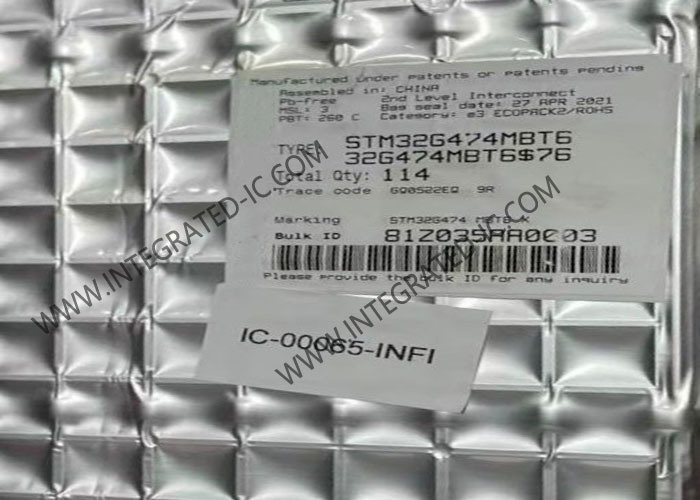 Manufactured under patents or patents pending
Assembled in: CHINA
Pb-free 2nd Level Interconnect
MSL: 3 Bag seal date: 27 APR 2021
PBT: 260 C Category: e3 ECOPACK2/ROHS
TYPE: STM32G474MBT6
32G474MBT6$76
Total Qty: 114
Trace code GQ0522EQ 9R
Marking STM32G474
Bulk ID 81Z035AA0003
Please provide the bulk ID for any inquiry
IC-00065-INFI
WWW.INTEGRATED-IC.COM
WWW.INTEGRATED-IC.COM